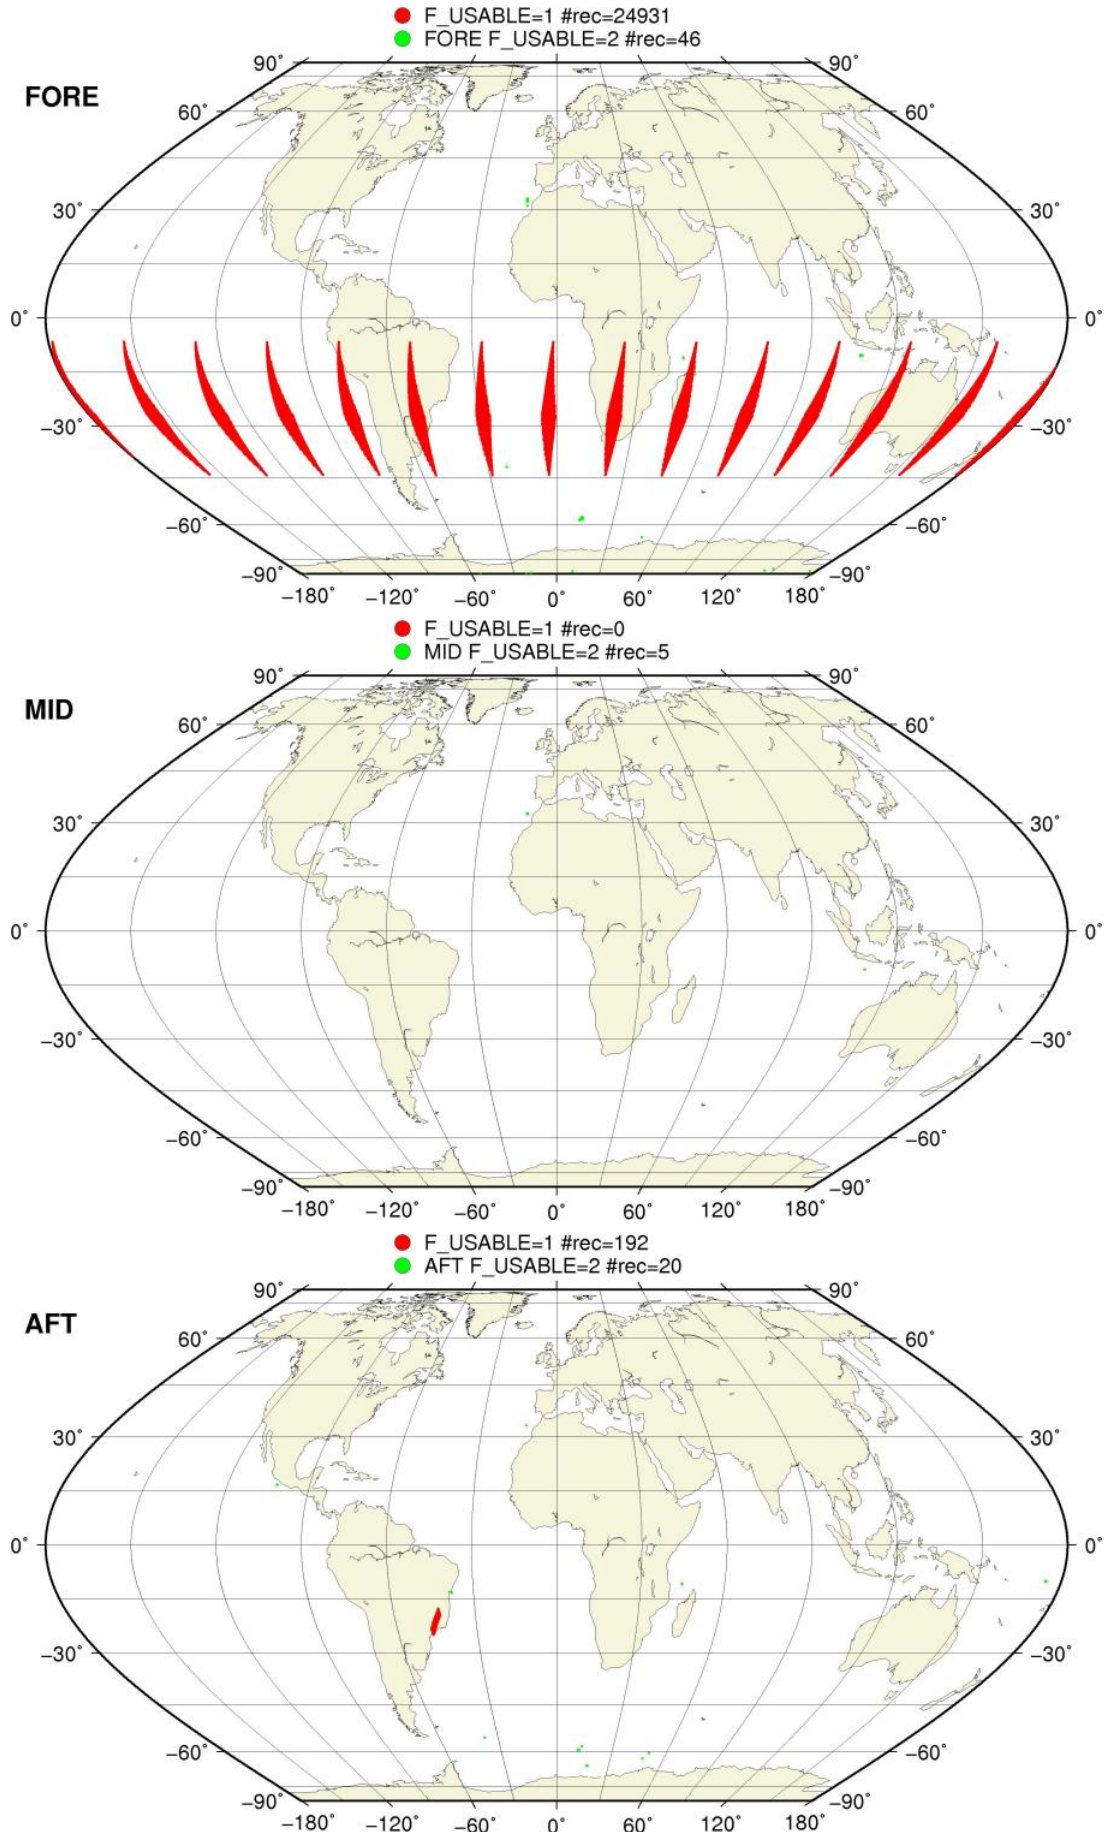 F_USABLE=1 #rec=24931
FORE F_USABLE=2 #rec=46
90° 90°
FORE
60° 60°
30° 30°
0° 0°
−30° −30°
−60° −60°
−90° −90°
−180° −120° −60° 0° 60° 120° 180°
F_USABLE=1 #rec=0
MID F_USABLE=2 #rec=5
90° 90°
MID
60° 60°
30° 30°
0° 0°
−30° −30°
−60° −60°
−90° −90°
−180° −120° −60° 0° 60° 120° 180°
F_USABLE=1 #rec=192
AFT F_USABLE=2 #rec=20
90° 90°
AFT
60° 60°
30° 30°
0° 0°
−30° −30°
−60° −60°
−90° −90°
−180° −120° −60° 0° 60° 120° 180°